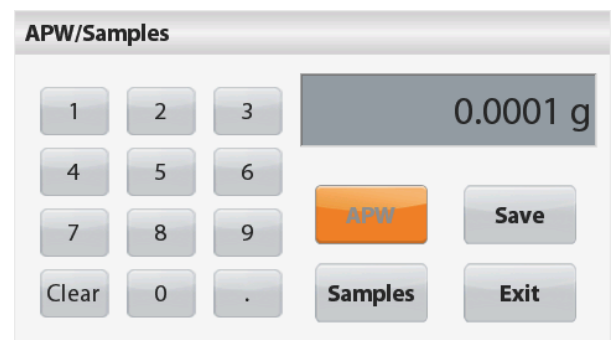 APW/Samples
1 2 3
0.0001 g
4 5 6
APW Save
7 8 9
Clear 0 .
Samples Exit